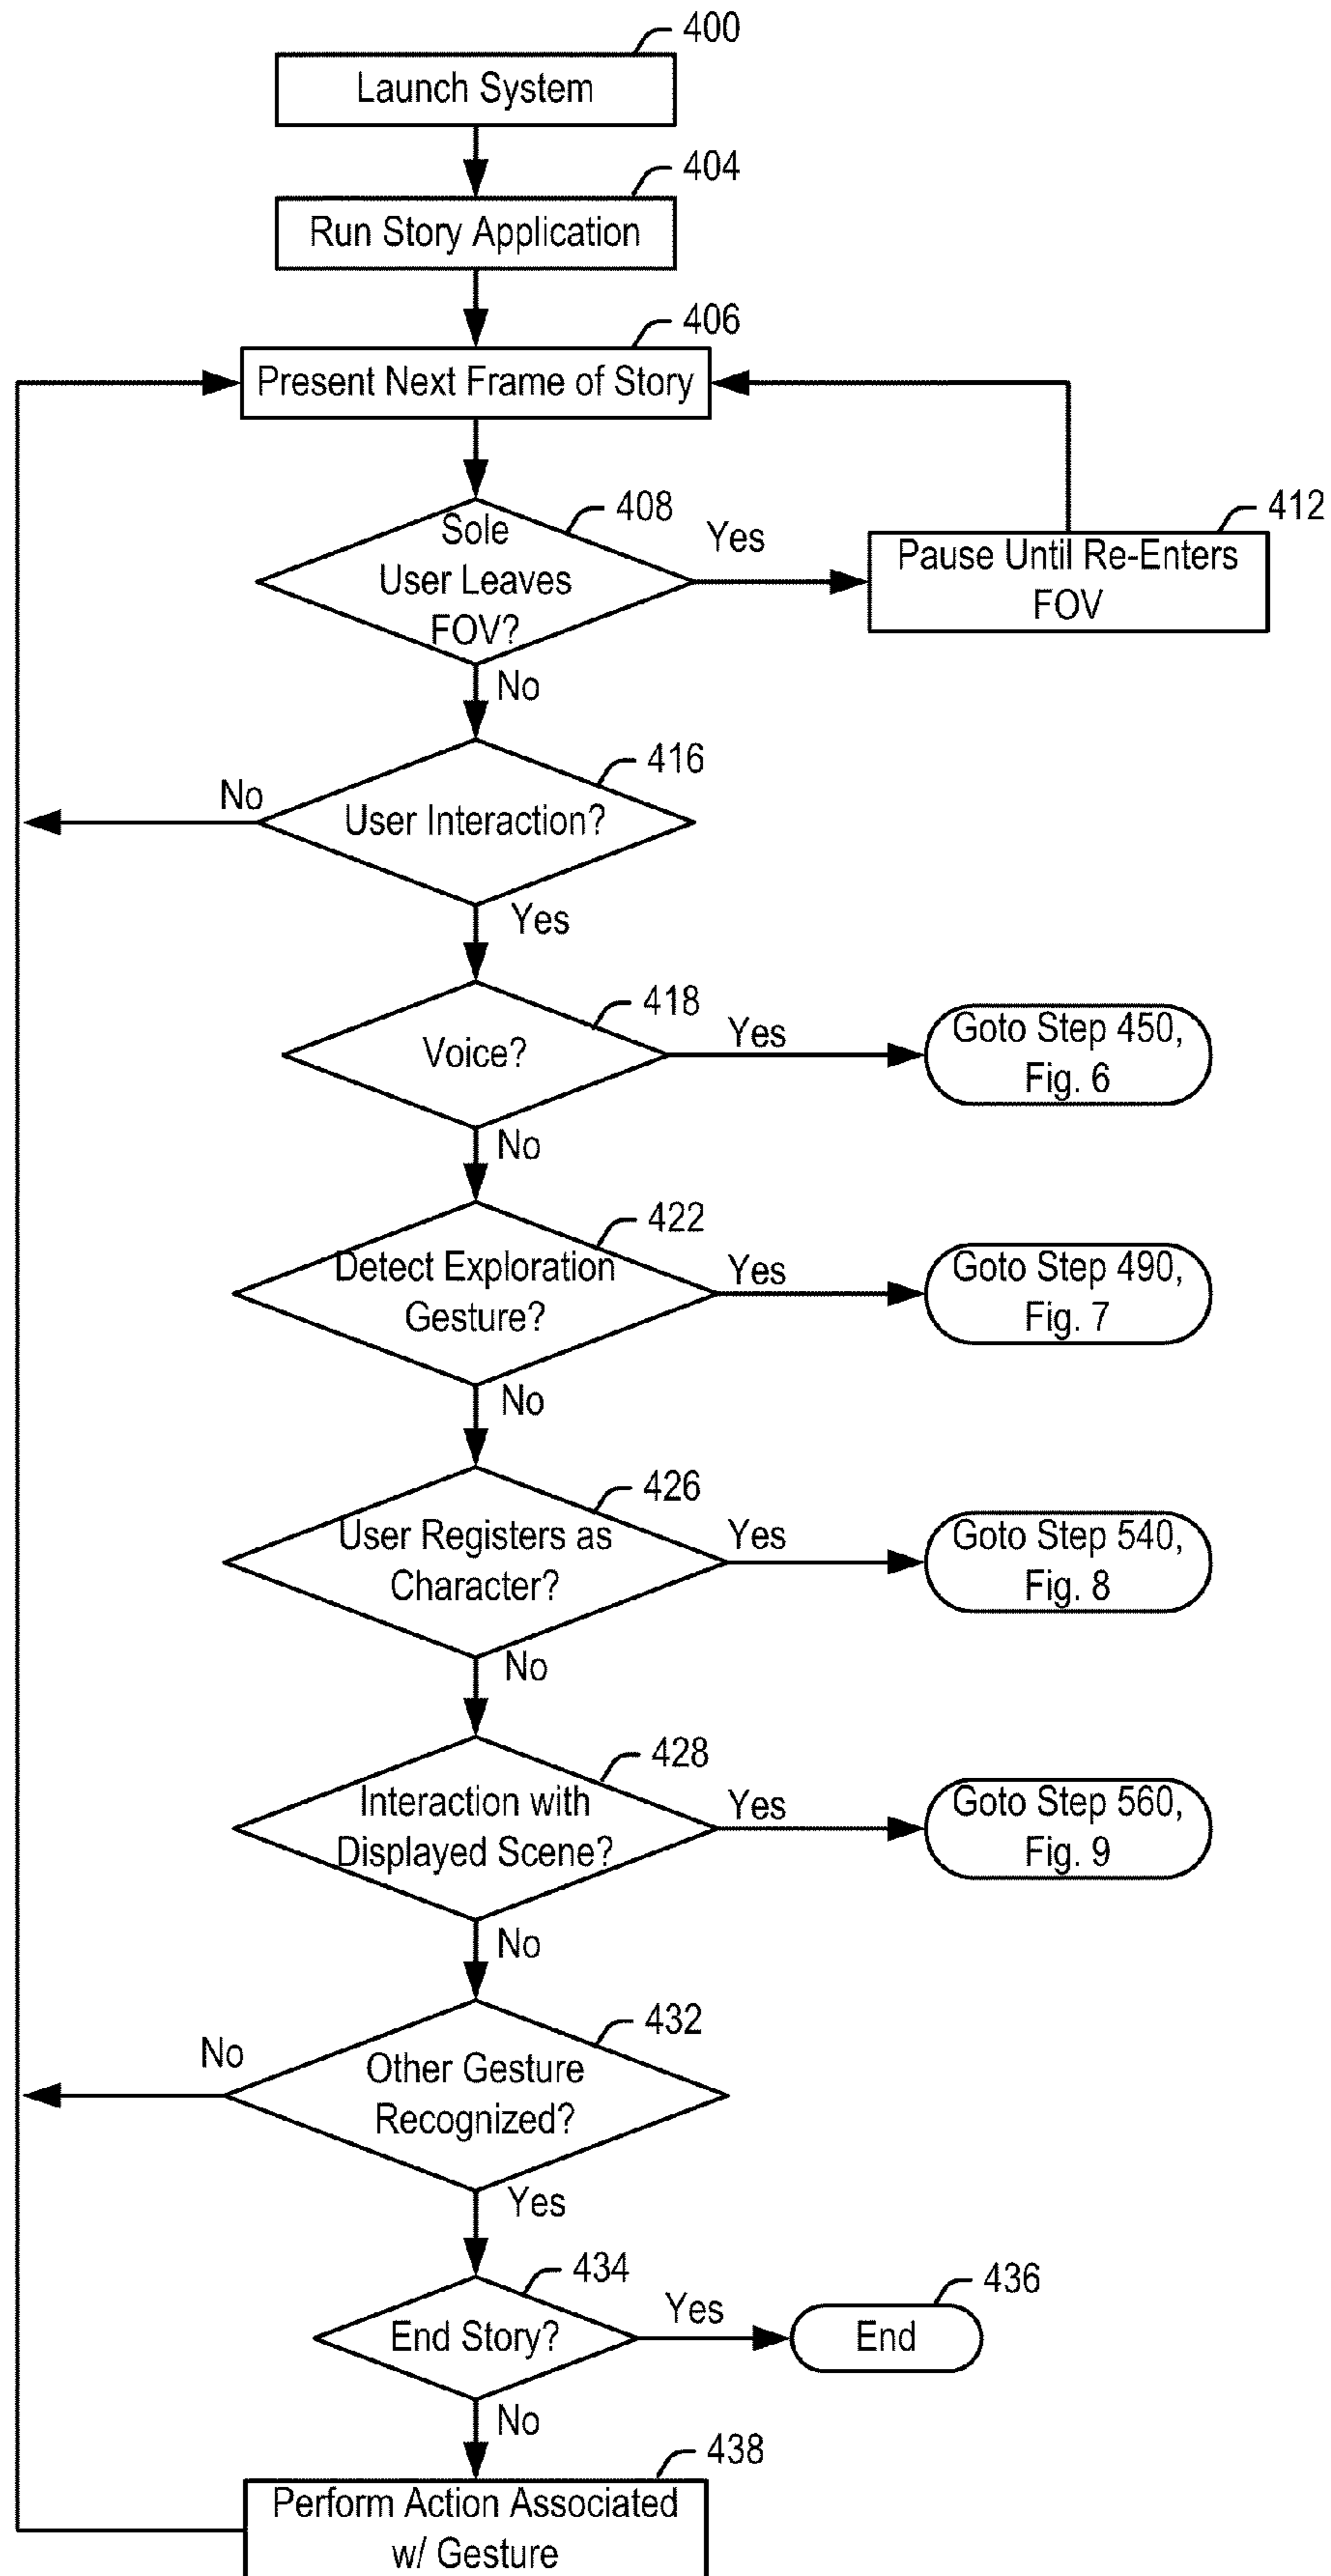 400
Launch System
404
Run Story Application
406
Present Next Frame of Story
408
Sole
User Leaves
FOV?
Yes
412
Pause Until Re-Enters
FOV
No
416
User Interaction?
No
Yes
418
Voice?
Yes
Goto Step 450,
Fig. 6
No
422
Detect Exploration
Gesture?
Yes
Goto Step 490,
Fig. 7
No
426
User Registers as
Character?
Yes
Goto Step 540,
Fig. 8
No
428
Interaction with
Displayed Scene?
Yes
Goto Step 560,
Fig. 9
No
432
Other Gesture
Recognized?
No
Yes
434
End Story?
Yes
436
End
No
438
Perform Action Associated
w/ Gesture